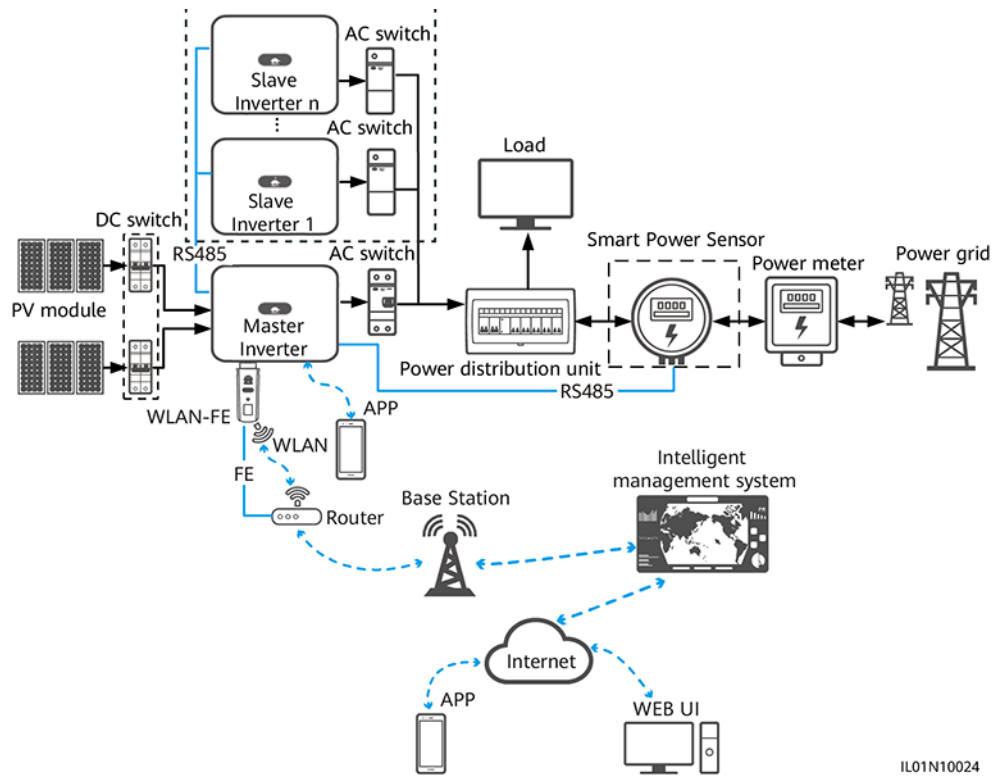 AC switch
Slave
Inverter n
AC switch
Slave
Inverter 1
Load
DC switch
RS485
AC switch
Smart Power Sensor
Power meter
Power grid
PV module
Master
Inverter
Power distribution unit
RS485
WLAN-FE
APP
WLAN
FE
Router
Base Station
Intelligent
management system
Internet
APP
WEB UI
IL01N10024